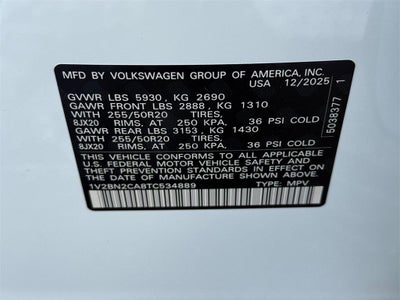 MFD. BY VOLKSWAGEN GROUP OF AMERICA, INC.
USA 12/2025
GVWR LBS 5930, KG 2690
GAWR FRONT LBS 2888, KG 1310
WITH 255/50R20 TIRES,
8JX20 RIMS, AT 250 KPA, 36 PSI COLD
GAWR REAR LBS 3153, KG 1430
WITH 255/50R20 TIRES,
8JX20 RIMS, AT 250 KPA, 36 PSI COLD
THIS VEHICLE CONFORMS TO ALL APPLICABLE
U.S. FEDERAL MOTOR VEHICLE SAFETY AND
THEFT PREVENTION STANDARDS IN EFFECT ON
THE DATE OF MANUFACTURE SHOWN ABOVE.
1V2BN2CA8TC534889 TYPE: MPV
5038377 1